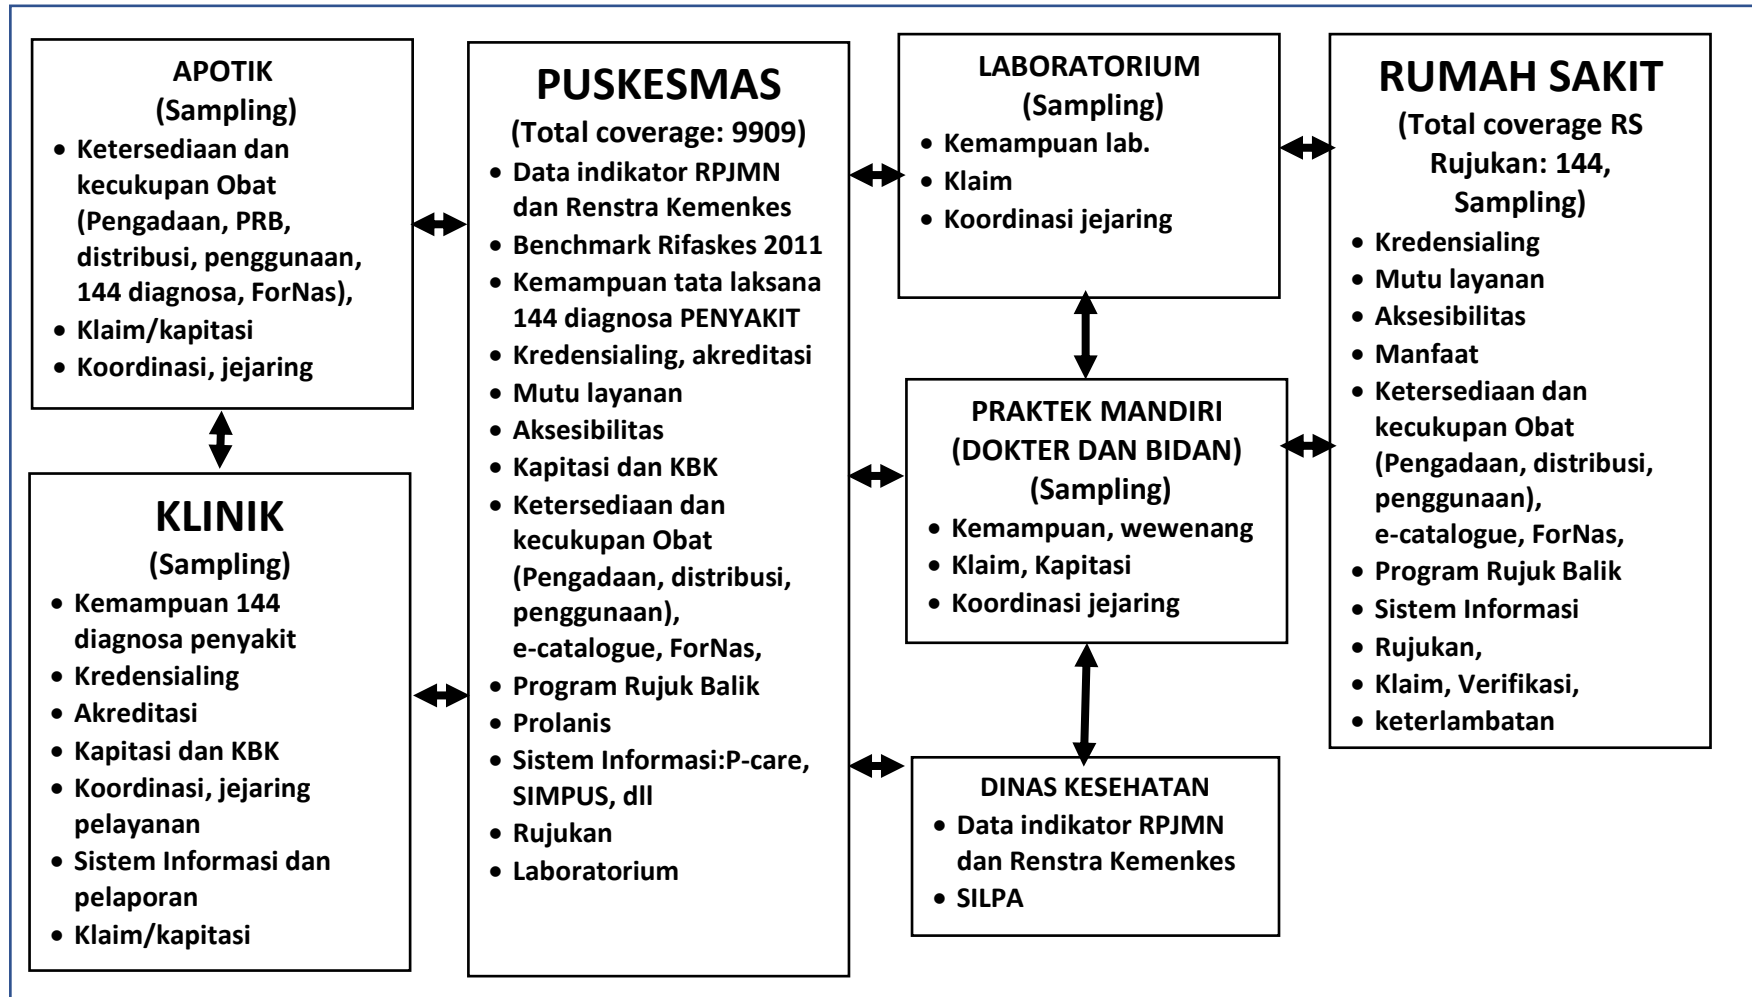 APOTIK
(Sampling)
• Ketersediaan dan
kecukupan Obat
(Pengadaan, PRB,
distribusi, penggunaan,
144 diagnosa, ForNas),
• Klaim/kapitasi
• Koordinasi, jejaring
KLINIK
(Sampling)
• Kemampuan 144
diagnosa penyakit
• Kredensialing
• Akreditasi
• Kapitasi dan KBK
• Koordinasi, jejaring
pelayanan
• Sistem Informasi dan
pelaporan
• Klaim/kapitasi
PUSKESMAS
(Total coverage: 9909)
• Data indikator RPJMN
dan Renstra Kemenkes
• Benchmark Rifaskes 2011
• Kemampuan tata laksana
144 diagnosa PENYAKIT
• Kredensialing, akreditasi
• Mutu layanan
• Aksesibilitas
• Kapitasi dan KBK
• Ketersediaan dan
kecukupan Obat
(Pengadaan, distribusi,
penggunaan),
e-catalogue, ForNas,
• Program Rujuk Balik
• Prolanis
• Sistem Informasi:P-care,
SIMPUS, dll
• Rujukan
• Laboratorium
LABORATORIUM
(Sampling)
• Kemampuan lab.
• Klaim
• Koordinasi jejaring
PRAKTEK MANDIRI
(DOKTER DAN BIDAN)
(Sampling)
• Kemampuan, wewenang
• Klaim, Kapitasi
• Koordinasi jejaring
DINAS KESEHATAN
• Data indikator RPJMN
dan Renstra Kemenkes
• SILPA
RUMAH SAKIT
(Total coverage RS
Rujukan: 144,
Sampling)
• Kredensialing
• Mutu layanan
• Aksesibilitas
• Manfaat
• Ketersediaan dan
kecukupan Obat
(Pengadaan, distribusi,
penggunaan),
e-catalogue, ForNas,
• Program Rujuk Balik
• Sistem Informasi
• Rujukan,
• Klaim, Verifikasi,
• keterlambatan